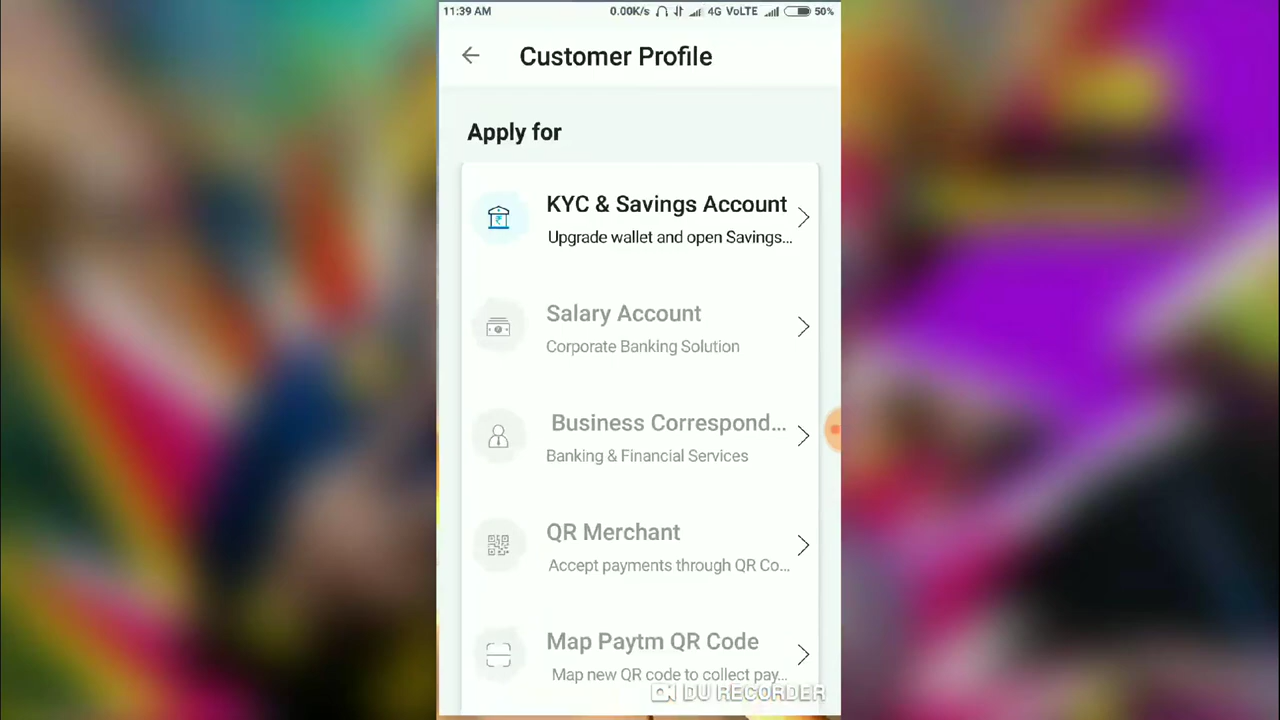 11:39 AM 0.00K/s 4G VoLTE 50%
Customer Profile
Apply for
KYC & Savings Account
Upgrade wallet and open Savings...
Salary Account
Corporate Banking Solution
Business Correspond...
Banking & Financial Services
QR Merchant
Accept payments through QR Co...
Map Paytm QR Code
Map new QR code to collect pay...
DU RECORDER